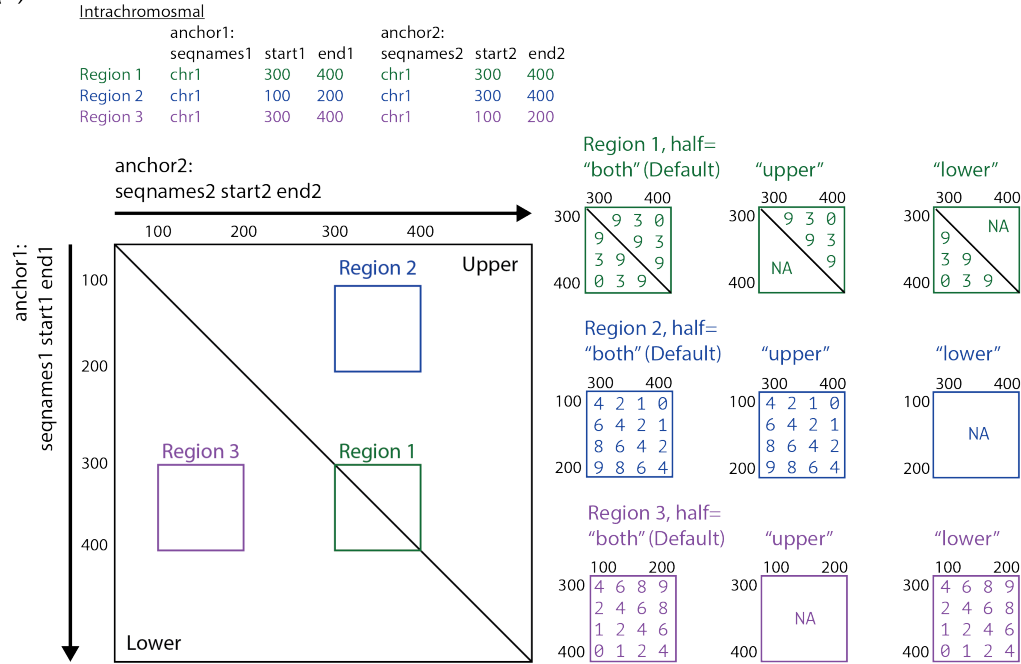 Intrachromosmal
anchor1: anchor2:
seqnames1 start1 end1 seqnames2 start2 end2
Region 1 chr1 300 400 chr1 300 400
Region 2 chr1 100 200 chr1 300 400
Region 3 chr1 300 400 chr1 100 200
anchor2:
seqnames2 start2 end2
anchor1:
seqnames1 start1 end1
100 200 300 400
100
200
300
400
Region 2
Upper
Region 3
Region 1
Lower
Region 1, half=
“both” (Default) “upper” “lower”
300 400 300 400 300 400
300 9 3 0 300 9 3 0 300 NA
9 9 3 9 3 9
3 9 9 NA 9 3 9
400 0 3 9 400 400 0 3 9
Region 2, half=
“both” (Default) “upper” “lower”
300 400 300 400 300 400
100 4 2 1 0 100 4 2 1 0 100
6 4 2 1 6 4 2 1 NA
8 6 4 2 8 6 4 2
200 9 8 6 4 200 9 8 6 4 200
Region 3, half=
“both” (Default) “upper” “lower”
100 200 100 200 100 200
300 4 6 8 9 300 300 4 6 8 9
2 4 6 8 NA 2 4 6 8
1 2 4 6 1 2 4 6
400 0 1 2 4 400 400 0 1 2 4